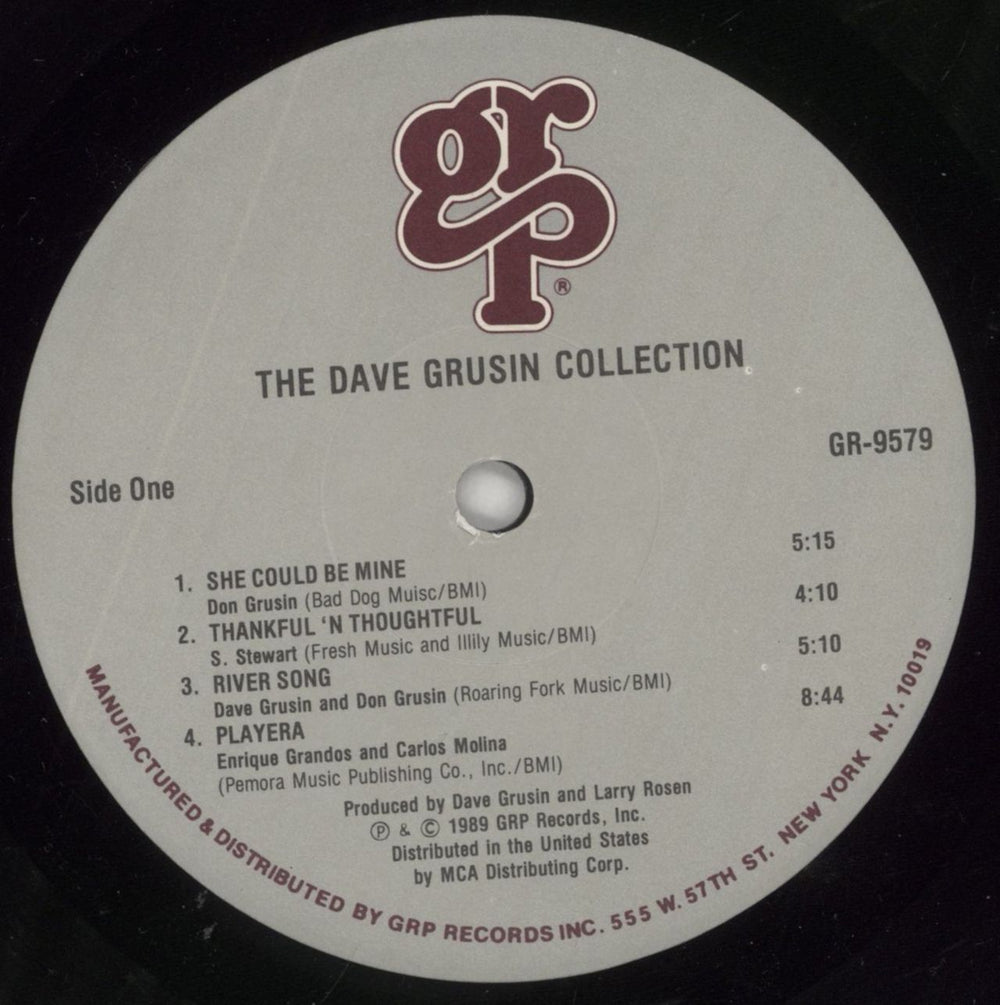 grp ®
THE DAVE GRUSIN COLLECTION
GR-9579
Side One
1. SHE COULD BE MINE 5:15
Don Grusin (Bad Dog Muisc/BMI)
2. THANKFUL 'N THOUGHTFUL 4:10
S. Stewart (Fresh Music and Illily Music/BMI)
3. RIVER SONG 5:10
Dave Grusin and Don Grusin (Roaring Fork Music/BMI)
4. PLAYERA 8:44
Enrique Grandos and Carlos Molina
(Pemora Music Publishing Co., Inc./BMI)
Produced by Dave Grusin and Larry Rosen
Ⓟ & © 1989 GRP Records, Inc.
Distributed in the United States
by MCA Distributing Corp.
MANUFACTURED & DISTRIBUTED BY GRP RECORDS INC. 555 W. 57TH ST. NEW YORK N.Y. 10019